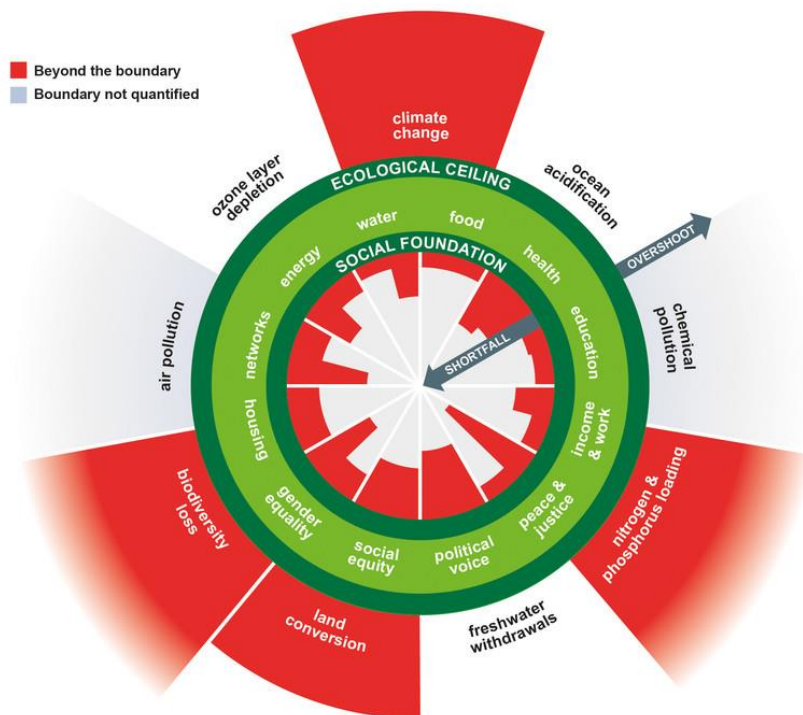 Beyond the boundary
Boundary not quantified
climate
change
ozone layer
depletion
ocean
acidification
ECOLOGICAL CEILING
OVERSHOOT
water
food
energy
health
SOCIAL FOUNDATION
networks
education
SHORTFALL
air pollution
chemical
pollution
housing
income
& work
gender
equality
peace &
justice
social
equity
political
voice
biodiversity
loss
nitrogen &
phosphorus loading
land
conversion
freshwater
withdrawals